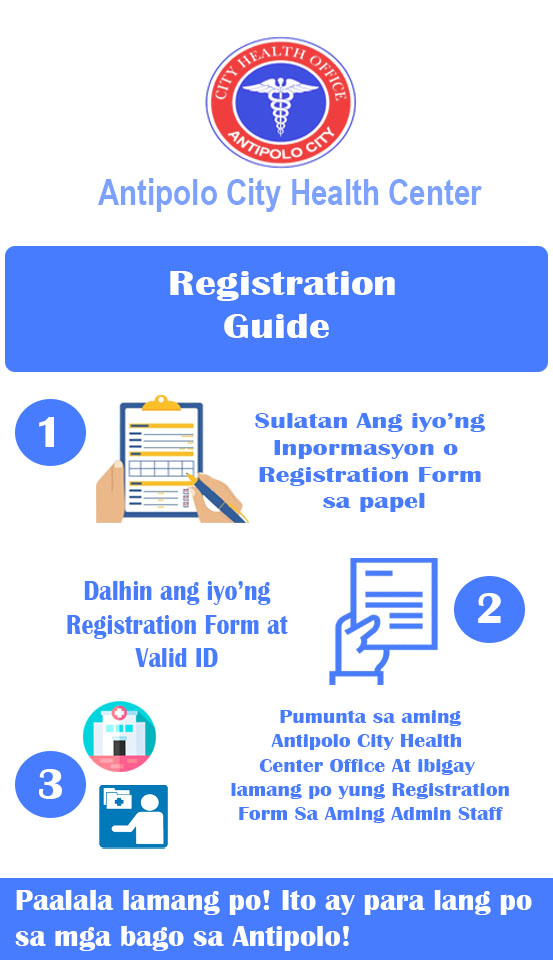 CITY HEALTH OFFICE
ANTIPOLO CITY
Antipolo City Health Center
Registration
Guide
1
Sulatan Ang iyo'ng
Inpormasyon o
Registration Form
sa papel
Dalhin ang iyo'ng
Registration Form at
Valid ID
2
3
Pumunta sa aming
Antipolo City Health
Center Office At ibigay
lamang po yung Registration
Form Sa Aming Admin Staff
Paalala lamang po! Ito ay para lang po
sa mga bago sa Antipolo!